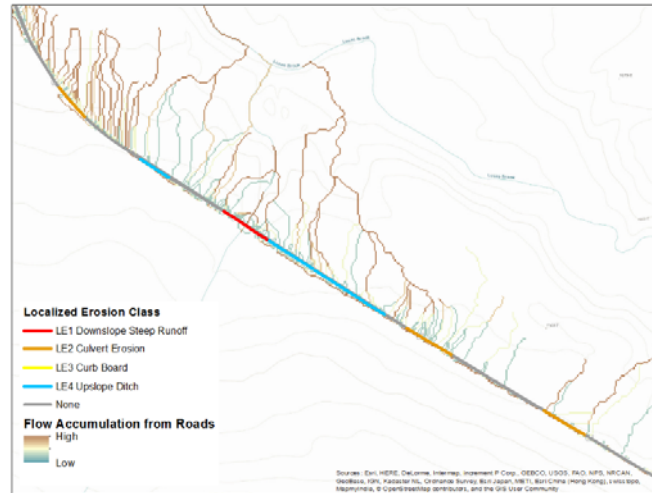 Localized Erosion Class
LE1 Downslope Steep Runoff
LE2 Culvert Erosion
LE3 Curb Board
LE4 Upslope Ditch
None
Flow Accumulation from Roads
High
Low
Sources: Esri, HERE, DeLorme, Intermap, increment P Corp., GEBCO, USGS, FAO, NPS, NRCAN,
GeoBase, IGN, Kadaster NL, Ordnance Survey, Esri Japan, METI, Esri China (Hong Kong), swisstopo,
MapmyIndia, © OpenStreetMap contributors, and the GIS User Community